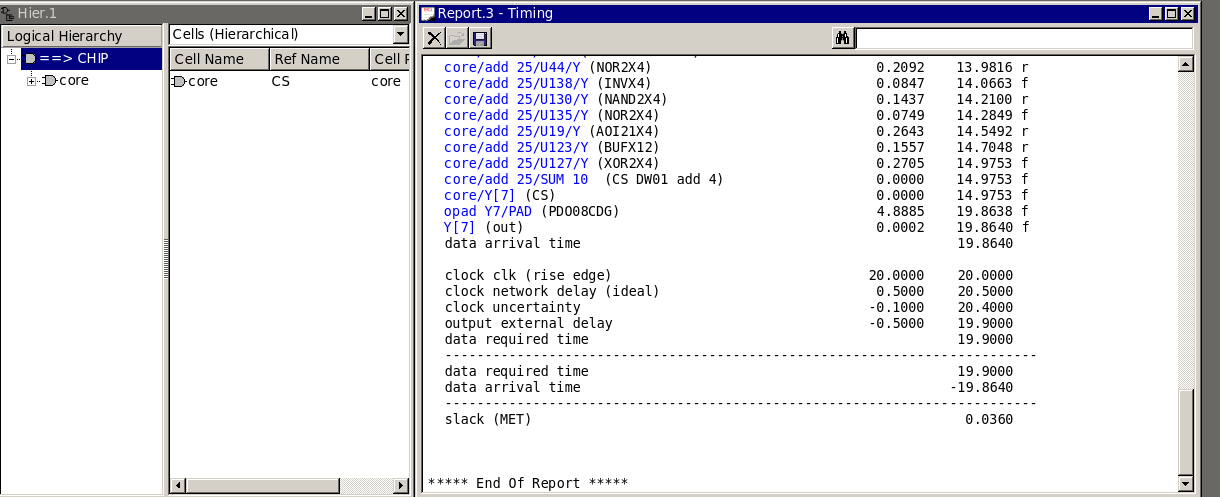 Hier.1
Logical Hierarchy
==> CHIP
core
Cells (Hierarchical)
Cell Name Ref Name Cell
core CS core
Report.3 - Timing
core/add 25/U44/Y (NOR2X4) 0.2092 13.9816 r
core/add 25/U138/Y (INVX4) 0.0847 14.0663 f
core/add 25/U130/Y (NAND2X4) 0.1437 14.2100 r
core/add 25/U135/Y (NOR2X4) 0.0749 14.2849 f
core/add 25/U19/Y (AOI21X4) 0.2643 14.5492 r
core/add 25/U123/Y (BUFX12) 0.1557 14.7048 r
core/add 25/U127/Y (XOR2X4) 0.2705 14.9753 f
core/add 25/SUM 10 (CS DW01 add 4) 0.0000 14.9753 f
core/Y[7] (CS) 0.0000 14.9753 f
opad Y7/PAD (PDO08CDG) 4.8885 19.8638 f
Y[7] (out) 0.0002 19.8640 f
data arrival time 19.8640
clock clk (rise edge) 20.0000 20.0000
clock network delay (ideal) 0.5000 20.5000
clock uncertainty -0.1000 20.4000
output external delay -0.5000 19.9000
data required time 19.9000
--------------------------------------------------------------------------
data required time 19.9000
data arrival time -19.8640
--------------------------------------------------------------------------
slack (MET) 0.0360
***** End Of Report *****